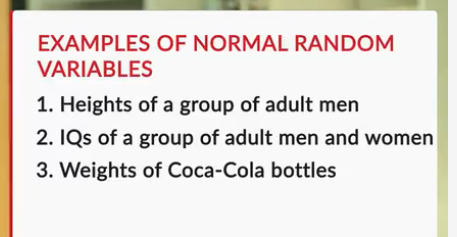 EXAMPLES OF NORMAL RANDOM
VARIABLES
1. Heights of a group of adult men
2. IQs of a group of adult men and women
3. Weights of Coca-Cola bottles